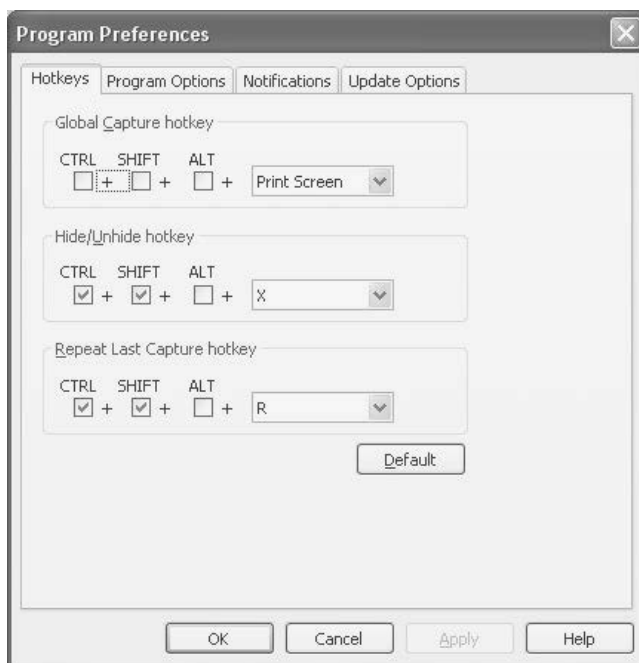 Program Preferences
Hotkeys Program Options Notifications Update Options
Global Capture hotkey
CTRL SHIFT ALT
+ + + Print Screen
Hide/Unhide hotkey
CTRL SHIFT ALT
+ + + X
Repeat Last Capture hotkey
CTRL SHIFT ALT
+ + + R
Default
OK Cancel Apply Help